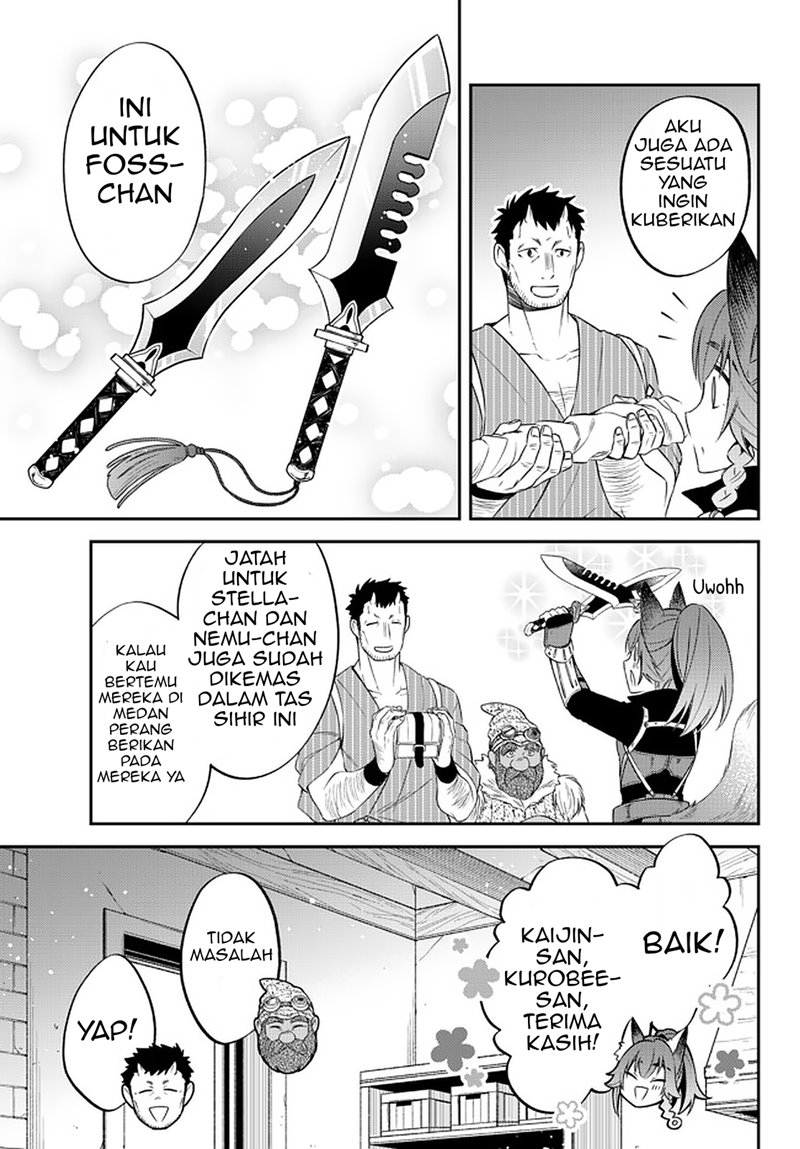 AKU
JUGA ADA
SESUATU
YANG
INGIN
KUBERIKAN
INI
UNTUK
FOSS-
CHAN
Uwohh
JATAH
UNTUK
STELLA-
CHAN DAN
NEMU-CHAN
JUGA SUDAH
DIKEMAS
DALAM TAS
SIHIR INI
KALAU
KAU
BERTEMU
MEREKA DI
MEDAN
PERANG
BERIKAN
PADA
MEREKA YA
BAIK!
KAIJIN-
SAN,
KUROBEE-
SAN,
TERIMA
KASIH!
TIDAK
MASALAH
YAP!